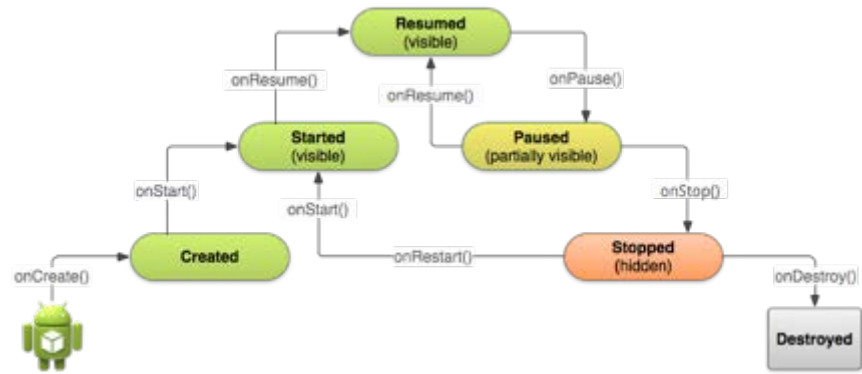 Resumed
(visible)
onResume()
onResume()
onPause()
Started
(visible)
Paused
(partially visible)
onStart()
onStart()
onStop()
Created
onRestart()
Stopped
(hidden)
onCreate()
onDestroy()
Destroyed